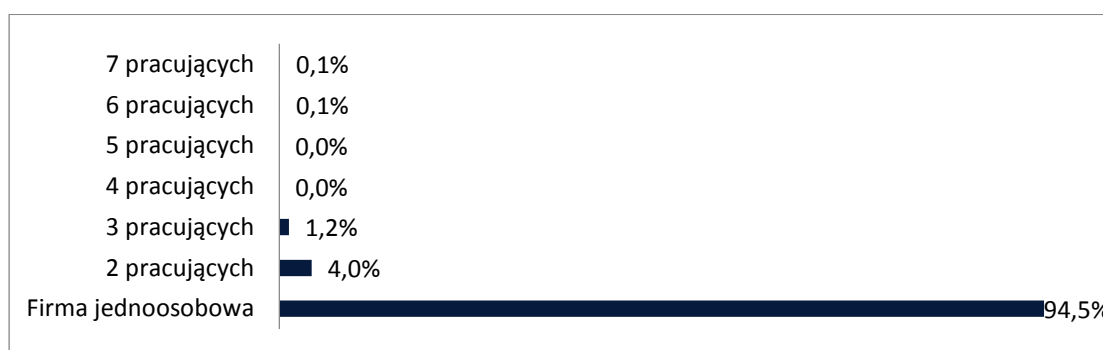 7 pracujących 0,1%
6 pracujących 0,1%
5 pracujących 0,0%
4 pracujących 0,0%
3 pracujących 1,2%
2 pracujących 4,0%
Firma jednoosobowa 94,5%